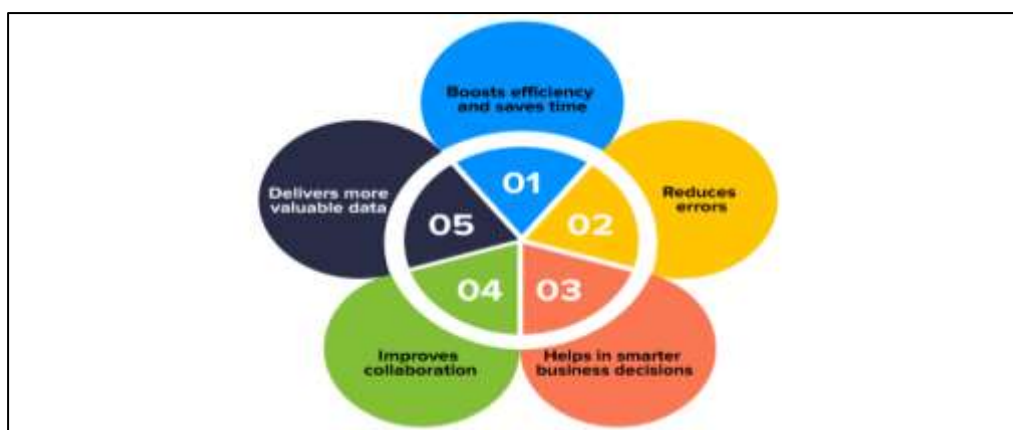 01
Boosts efficiency
and saves time
02
Reduces
errors
03
Helps in smarter
business decisions
04
Improves
collaboration
05
Delivers more
valuable data